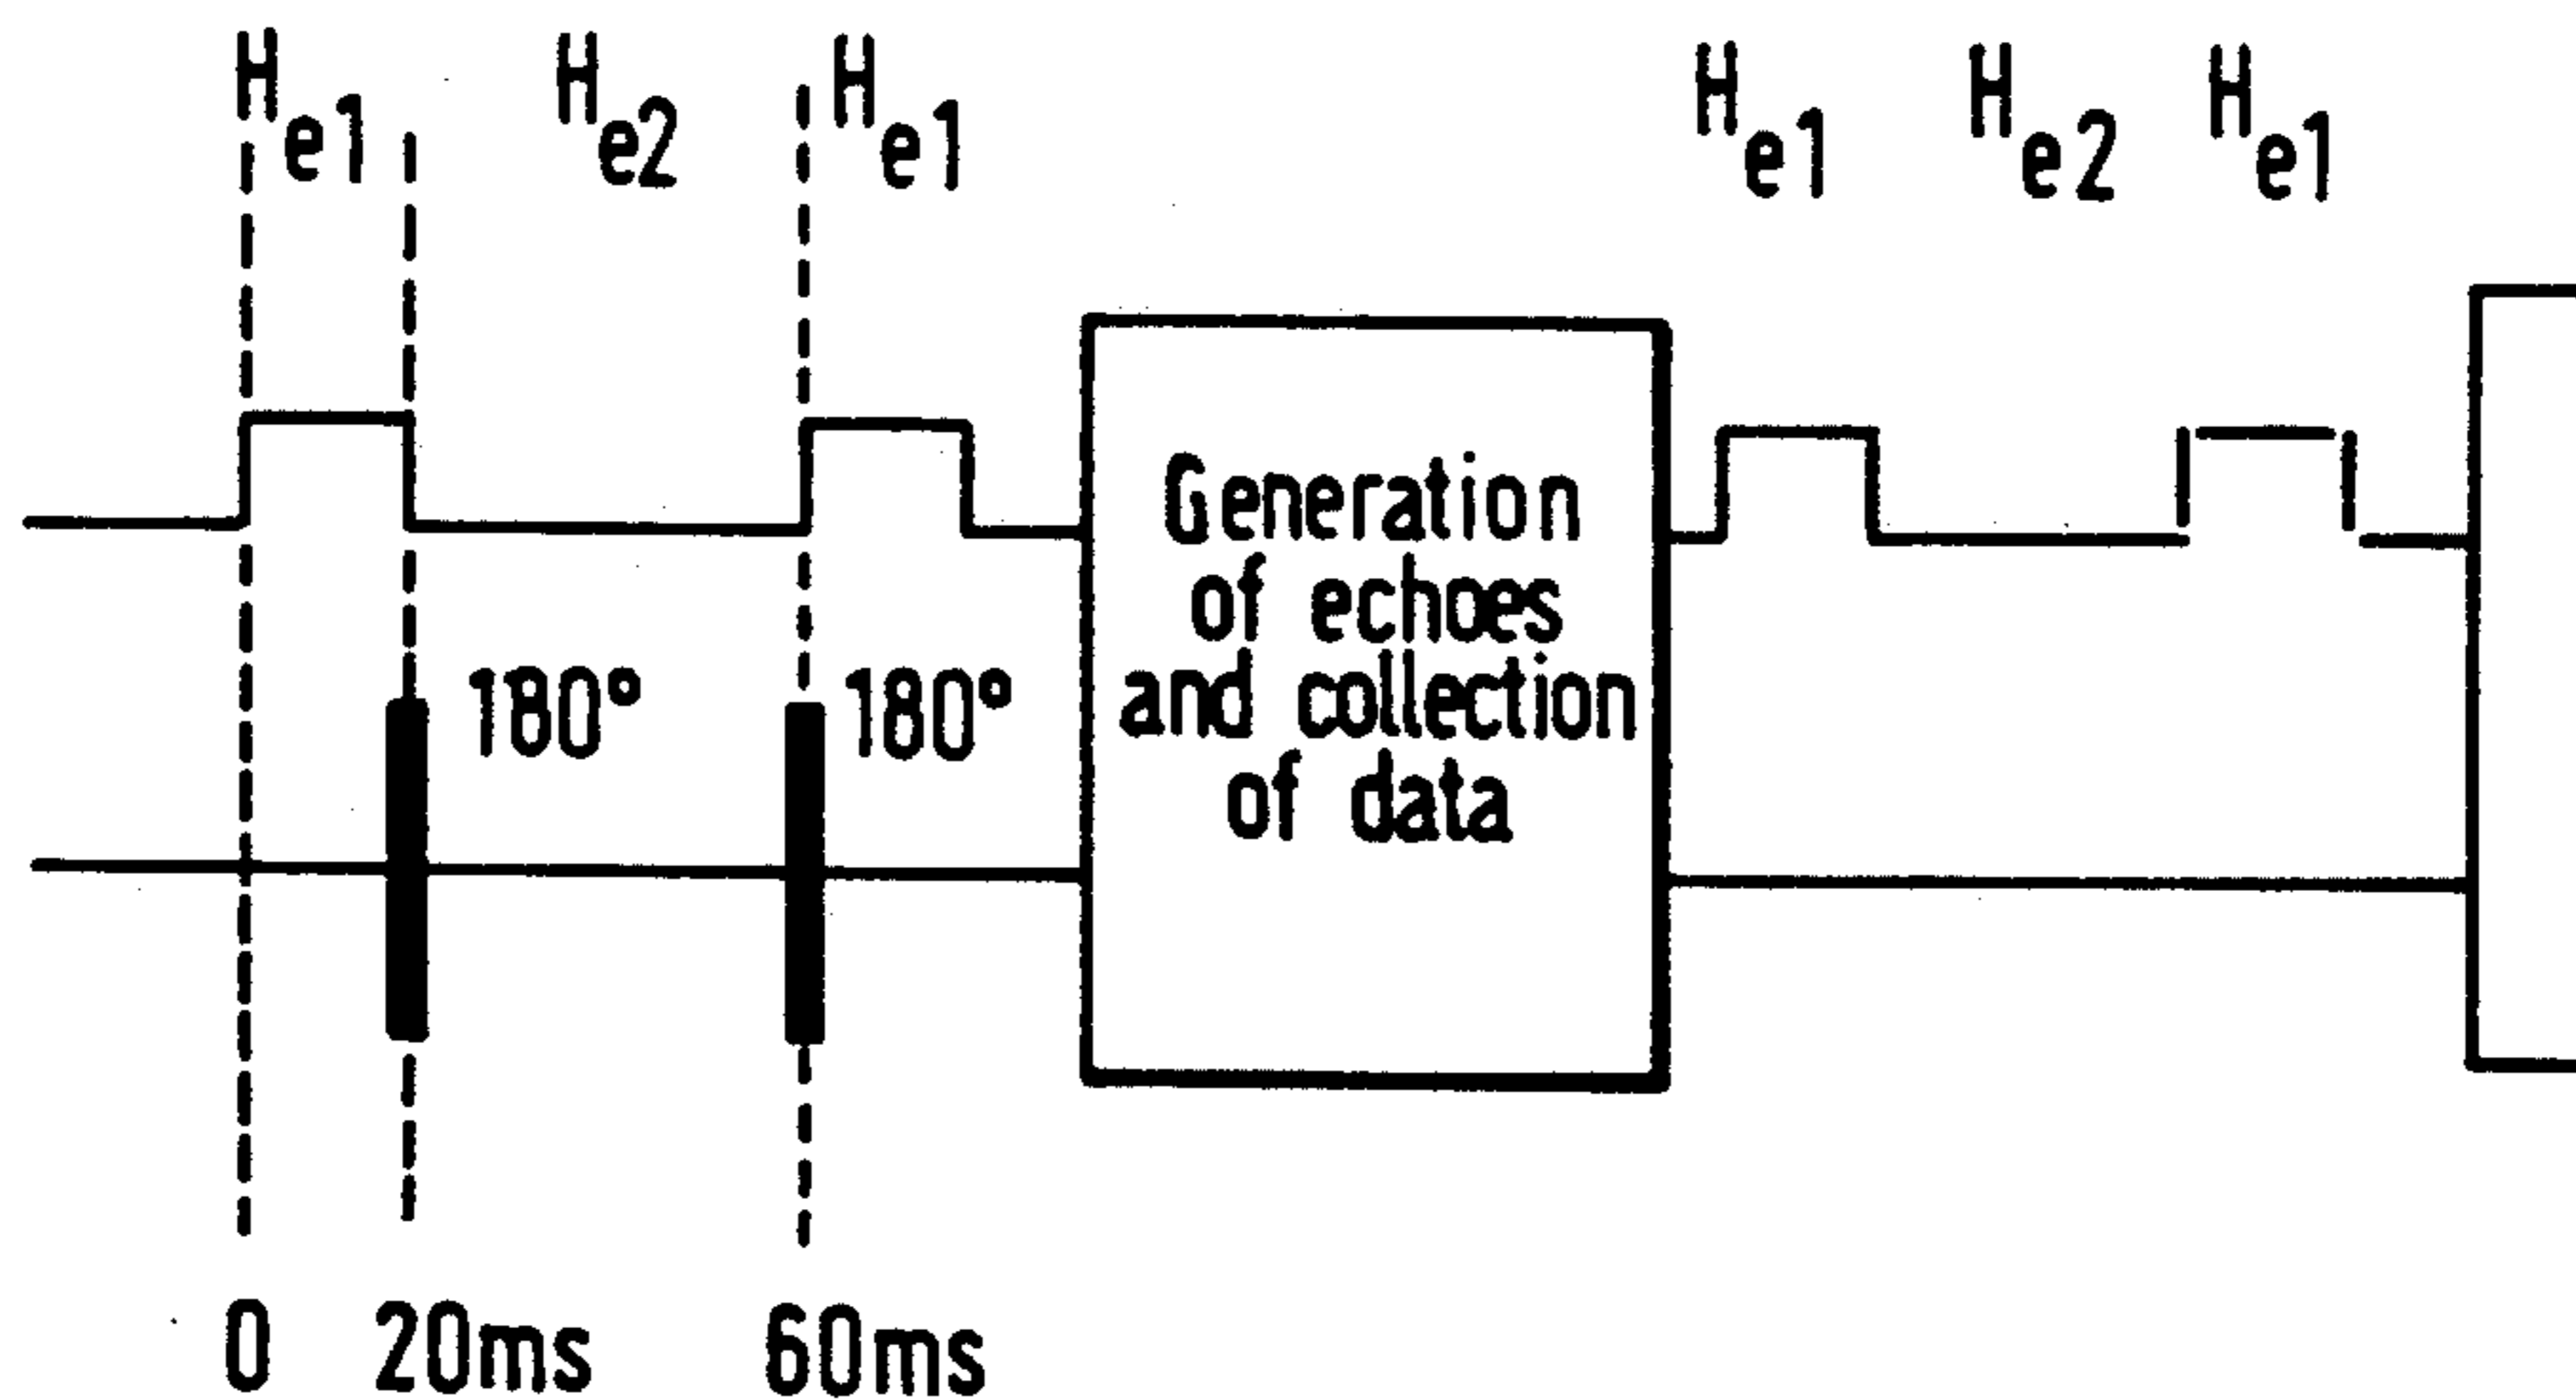 He1 He2 He1 He1 He2 He1
Generation
of echoes
and collection
of data
180° 180°
0 20ms 60ms